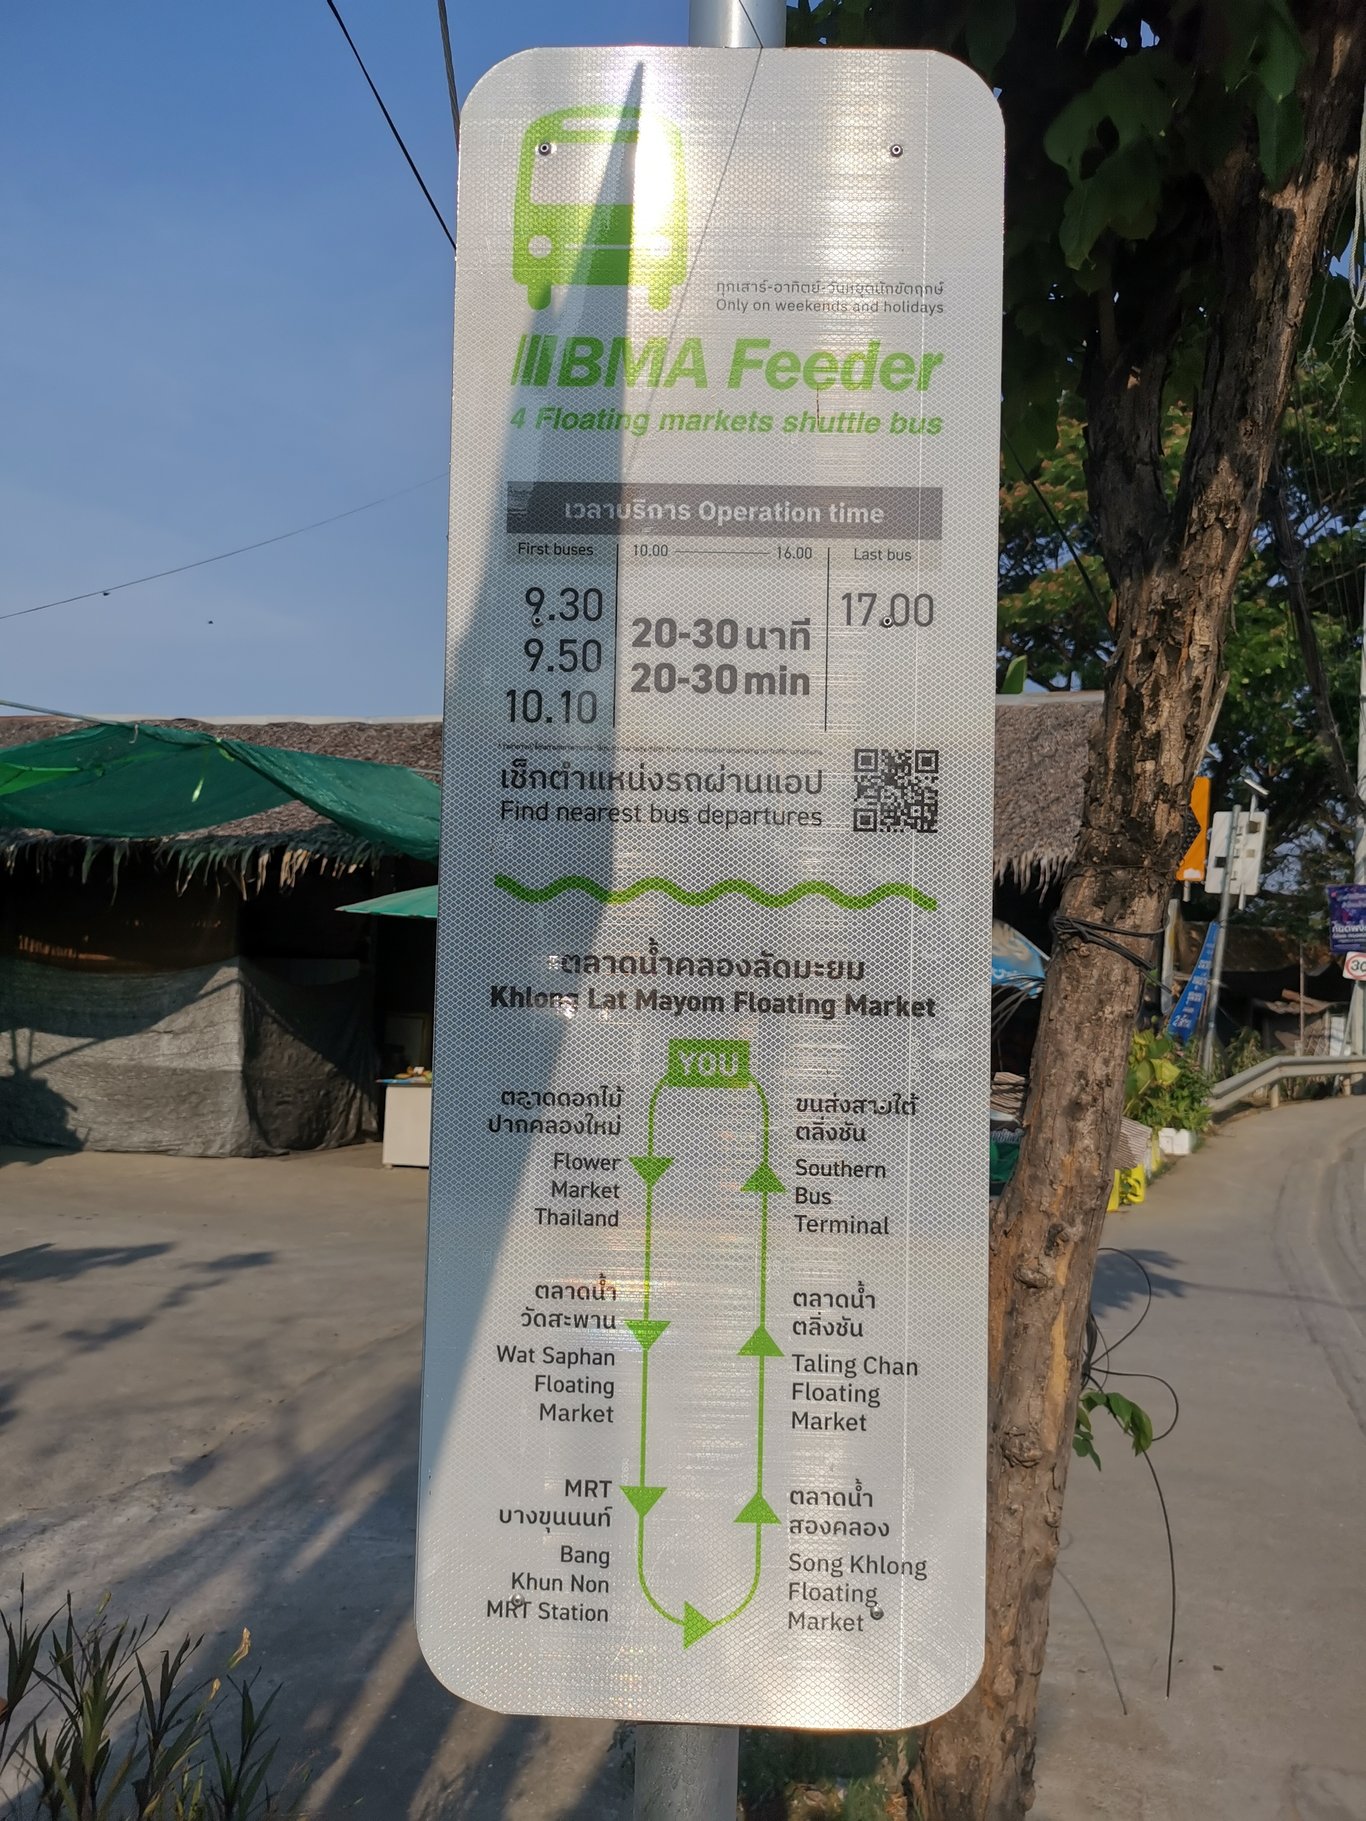 ทุกเสาร์-อาทิตย์-วันหยุดนักขัตฤกษ์
Only on weekends and holidays
BMA Feeder
4 Floating markets shuttle bus
เวลาบริการ Operation time
First buses
10.00
16.00
Last bus
9.30
9.50
10.10
20-30 นาที
20-30 min
17.00
เช็กตำแหน่งรถผ่านแอป
Find nearest bus departures
ตลาดน้ำคลองลัดมะยม
Khlong Lat Mayom Floating Market
YOU
ตลาดดอกไม้
ปากคลองใหม่
Flower
Market
Thailand
ตลาดน้ำ
วัดสะพาน
Wat Saphan
Floating
Market
MRT
บางขุนนนท์
Bang
Khun Non
MRT Station
ขนส่งสายใต้
ตลิ่งชัน
Southern
Bus
Terminal
ตลาดน้ำ
ตลิ่งชัน
Taling Chan
Floating
Market
ตลาดน้ำ
สองคลอง
Song Khlong
Floating
Market